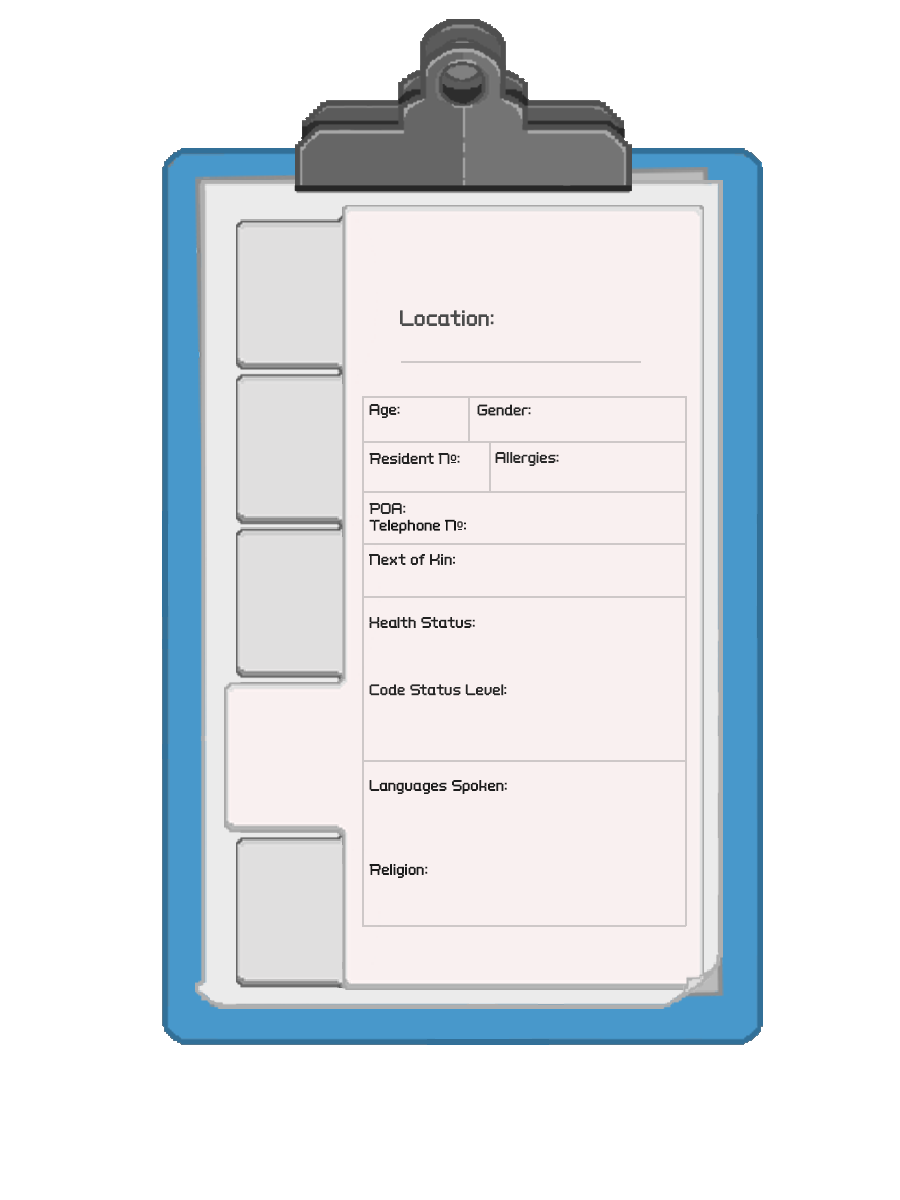 Location:
Age: Gender:
Resident Nº: Allergies:
POA:
Telephone Nº:
Next of Kin:
Health Status:
Code Status Level:
Languages Spoken:
Religion: